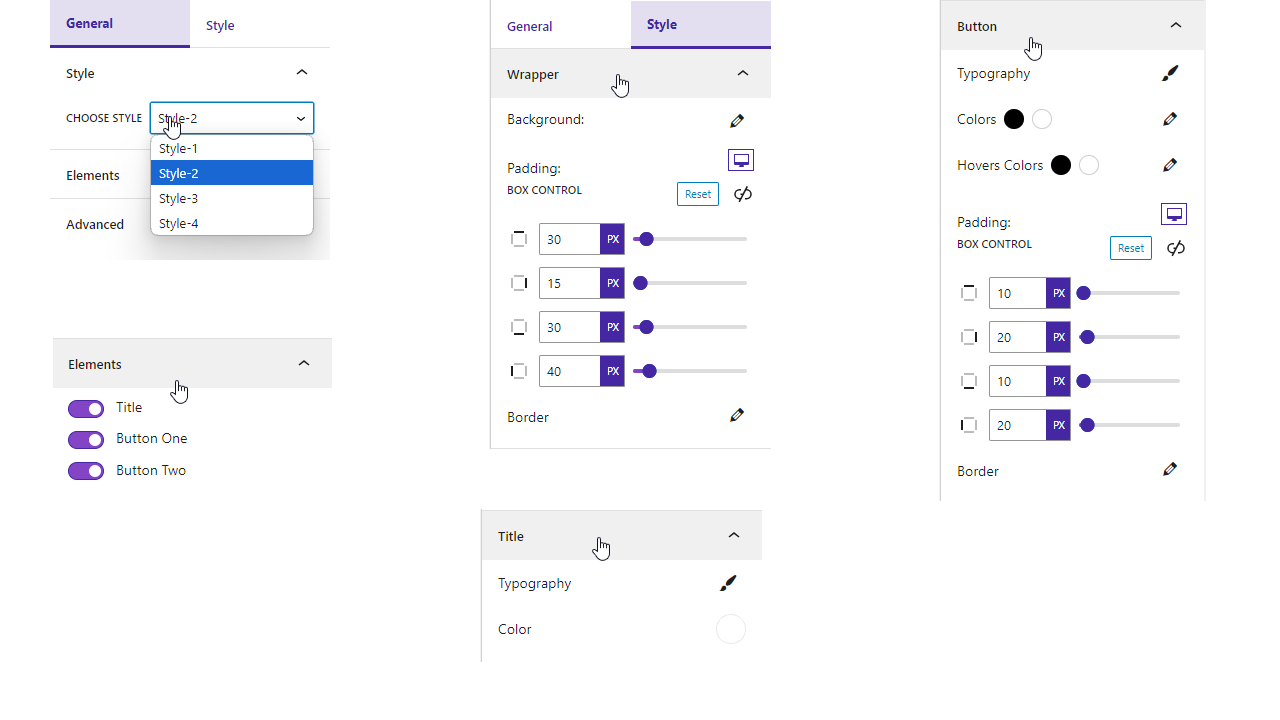 General
Style
Style
CHOOSE STYLE
Style-2
Style-1
Style-2
Style-3
Style-4
Elements
Advanced
Elements
Title
Button One
Button Two
General
Style
Wrapper
Background:
Padding:
BOX CONTROL
Reset
30 PX
15 PX
30 PX
40 PX
Border
Title
Typography
Color
Button
Typography
Colors
Hovers Colors
Padding:
BOX CONTROL
Reset
10 PX
20 PX
10 PX
20 PX
Border